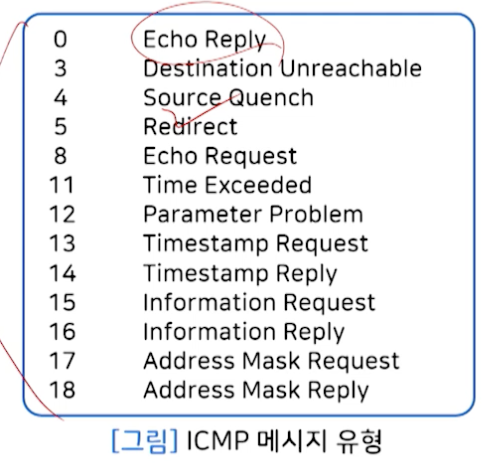 0 Echo Reply
3 Destination Unreachable
4 Source Quench
5 Redirect
8 Echo Request
11 Time Exceeded
12 Parameter Problem
13 Timestamp Request
14 Timestamp Reply
15 Information Request
16 Information Reply
17 Address Mask Request
18 Address Mask Reply
[그림] ICMP 메시지 유형